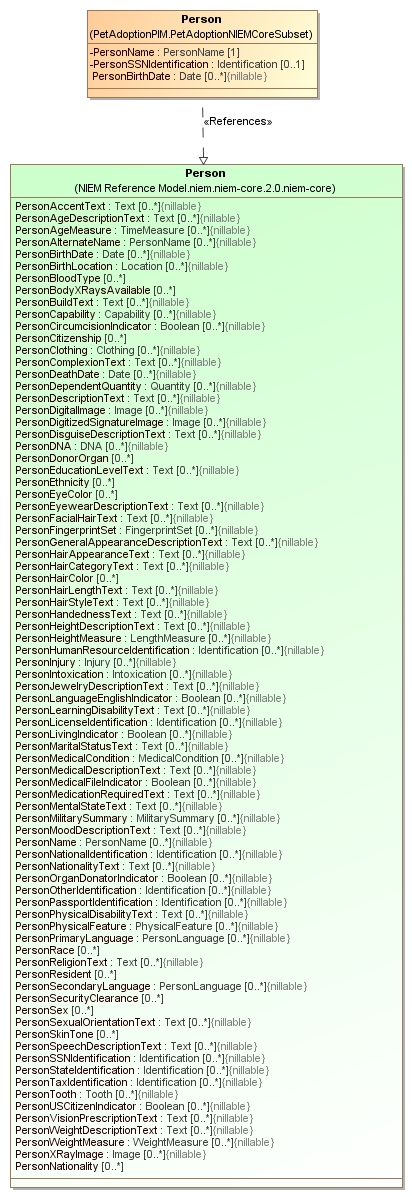 Person
(PetAdoptionPIM.PetAdoptionNIEMCoreSubset)
-PersonName : PersonName [1]
-PersonSSNIdentification : Identification [0..1]
PersonBirthDate : Date [0..*]{nillable}
«References»
Person
(NIEM Reference Model.niem.niem-core.2.0.niem-core)
PersonAccentText : Text [0..*]{nillable}
PersonAgeDescriptionText : Text [0..*]{nillable}
PersonAgeMeasure : TimeMeasure [0..*]{nillable}
PersonAlternateName : PersonName [0..*]{nillable}
PersonBirthDate : Date [0..*]{nillable}
PersonBirthLocation : Location [0..*]{nillable}
PersonBloodType [0..*]
PersonBodyXRaysAvailable [0..*]
PersonBuildText : Text [0..*]{nillable}
PersonCapability : Capability [0..*]{nillable}
PersonCircumcisionIndicator : Boolean [0..*]{nillable}
PersonCitizenship [0..*]
PersonClothing : Clothing [0..*]{nillable}
PersonComplexionText : Text [0..*]{nillable}
PersonDeathDate : Date [0..*]{nillable}
PersonDependentQuantity : Quantity [0..*]{nillable}
PersonDescriptionText : Text [0..*]{nillable}
PersonDigitalImage : Image [0..*]{nillable}
PersonDigitizedSignatureImage : Image [0..*]{nillable}
PersonDisguiseDescriptionText : Text [0..*]{nillable}
PersonDNA : DNA [0..*]{nillable}
PersonDonorOrgan [0..*]
PersonEducationLevelText : Text [0..*]{nillable}
PersonEthnicity [0..*]
PersonEyeColor [0..*]
PersonEyewearDescriptionText : Text [0..*]{nillable}
PersonFacialHairText : Text [0..*]{nillable}
PersonFingerprintSet : FingerprintSet [0..*]{nillable}
PersonGeneralAppearanceDescriptionText : Text [0..*]{nillable}
PersonHairAppearanceText : Text [0..*]{nillable}
PersonHairCategoryText : Text [0..*]{nillable}
PersonHairColor [0..*]
PersonHairLengthText : Text [0..*]{nillable}
PersonHairStyleText : Text [0..*]{nillable}
PersonHandednessText : Text [0..*]{nillable}
PersonHeightDescriptionText : Text [0..*]{nillable}
PersonHeightMeasure : LengthMeasure [0..*]{nillable}
PersonHumanResourceIdentification : Identification [0..*]{nillable}
PersonInjury : Injury [0..*]{nillable}
PersonIntoxication : Intoxication [0..*]{nillable}
PersonJewelryDescriptionText : Text [0..*]{nillable}
PersonLanguageEnglishIndicator : Boolean [0..*]{nillable}
PersonLearningDisabilityText : Text [0..*]{nillable}
PersonLicenseIdentification : Identification [0..*]{nillable}
PersonLivingIndicator : Boolean [0..*]{nillable}
PersonMaritalStatusText : Text [0..*]{nillable}
PersonMedicalCondition : MedicalCondition [0..*]{nillable}
PersonMedicalDescriptionText : Text [0..*]{nillable}
PersonMedicalFileIndicator : Boolean [0..*]{nillable}
PersonMedicationRequiredText : Text [0..*]{nillable}
PersonMentalStateText : Text [0..*]{nillable}
PersonMilitarySummary : MilitarySummary [0..*]{nillable}
PersonMoodDescriptionText : Text [0..*]{nillable}
PersonName : PersonName [0..*]{nillable}
PersonNationalIdentification : Identification [0..*]{nillable}
PersonNationalityText : Text [0..*]{nillable}
PersonOrganDonatorIndicator : Boolean [0..*]{nillable}
PersonOtherIdentification : Identification [0..*]{nillable}
PersonPassportIdentification : Identification [0..*]{nillable}
PersonPhysicalDisabilityText : Text [0..*]{nillable}
PersonPhysicalFeature : PhysicalFeature [0..*]{nillable}
PersonPrimaryLanguage : PersonLanguage [0..*]{nillable}
PersonRace [0..*]
PersonReligionText : Text [0..*]{nillable}
PersonResident [0..*]
PersonSecondaryLanguage : PersonLanguage [0..*]{nillable}
PersonSecurityClearance [0..*]
PersonSex [0..*]
PersonSexualOrientationText : Text [0..*]{nillable}
PersonSkinTone [0..*]
PersonSpeechDescriptionText : Text [0..*]{nillable}
PersonSSNIdentification : Identification [0..*]{nillable}
PersonStateIdentification : Identification [0..*]{nillable}
PersonTaxIdentification : Identification [0..*]{nillable}
PersonTooth : Tooth [0..*]{nillable}
PersonUSCitizenIndicator : Boolean [0..*]{nillable}
PersonVisionPrescriptionText : Text [0..*]{nillable}
PersonWeightDescriptionText : Text [0..*]{nillable}
PersonWeightMeasure : WeightMeasure [0..*]{nillable}
PersonXRayImage : Image [0..*]{nillable}
PersonNationality [0..*]